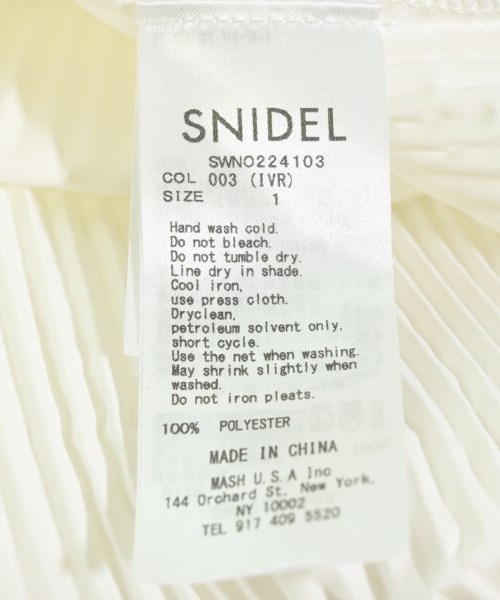 SNIDEL
SWNO224103
COL 003 (IVR)
SIZE 1
Hand wash cold.
Do not bleach.
Do not tumble dry.
Line dry in shade.
Cool iron,
use press cloth.
Dryclean,
petroleum solvent only,
short cycle.
Use the net when washing.
May shrink slightly when
washed.
Do not iron pleats.
100% POLYESTER
MADE IN CHINA
MASH U.S.A Inc
144 Orchard St. New York,
NY 10002
TEL 917 409 5520